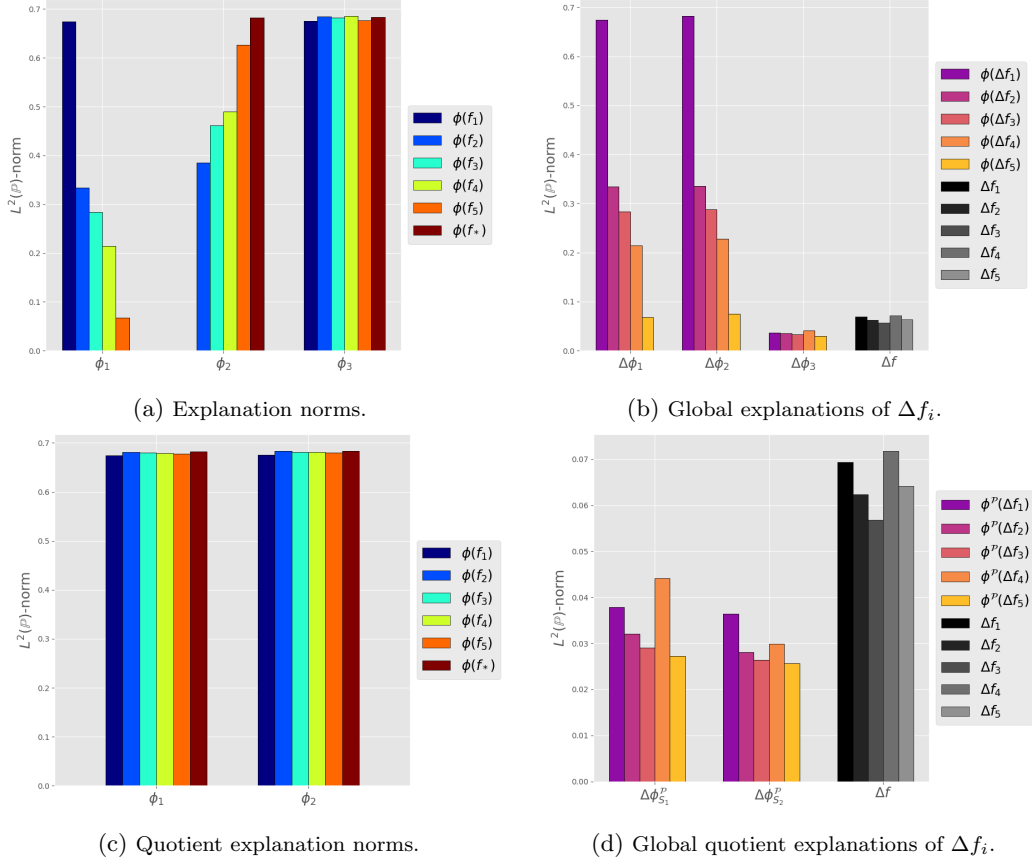 0.7
0.6
0.5
0.4
0.3
0.2
0.1
0.0
L²(ℙ)-norm
ϕ₁
ϕ₂
ϕ₃
ϕ(f₁)
ϕ(f₂)
ϕ(f₃)
ϕ(f₄)
ϕ(f₅)
ϕ(f∗)
(a) Explanation norms.
0.7
0.6
0.5
0.4
0.3
0.2
0.1
0.0
L²(ℙ)-norm
Δϕ₁
Δϕ₂
Δϕ₃
Δf
ϕ(Δf₁)
ϕ(Δf₂)
ϕ(Δf₃)
ϕ(Δf₄)
ϕ(Δf₅)
Δf₁
Δf₂
Δf₃
Δf₄
Δf₅
(b) Global explanations of Δfᵢ.
0.7
0.6
0.5
0.4
0.3
0.2
0.1
0.0
L²(ℙ)-norm
ϕ₁
ϕ₂
ϕ(f₁)
ϕ(f₂)
ϕ(f₃)
ϕ(f₄)
ϕ(f₅)
ϕ(f∗)
(c) Quotient explanation norms.
0.07
0.06
0.05
0.04
0.03
0.02
0.01
0.00
L²(ℙ)-norm
Δϕ^𝒫_S₁
Δϕ^𝒫_S₂
Δf
ϕ^𝒫(Δf₁)
ϕ^𝒫(Δf₂)
ϕ^𝒫(Δf₃)
ϕ^𝒫(Δf₄)
ϕ^𝒫(Δf₅)
Δf₁
Δf₂
Δf₃
Δf₄
Δf₅
(d) Global quotient explanations of Δfᵢ.